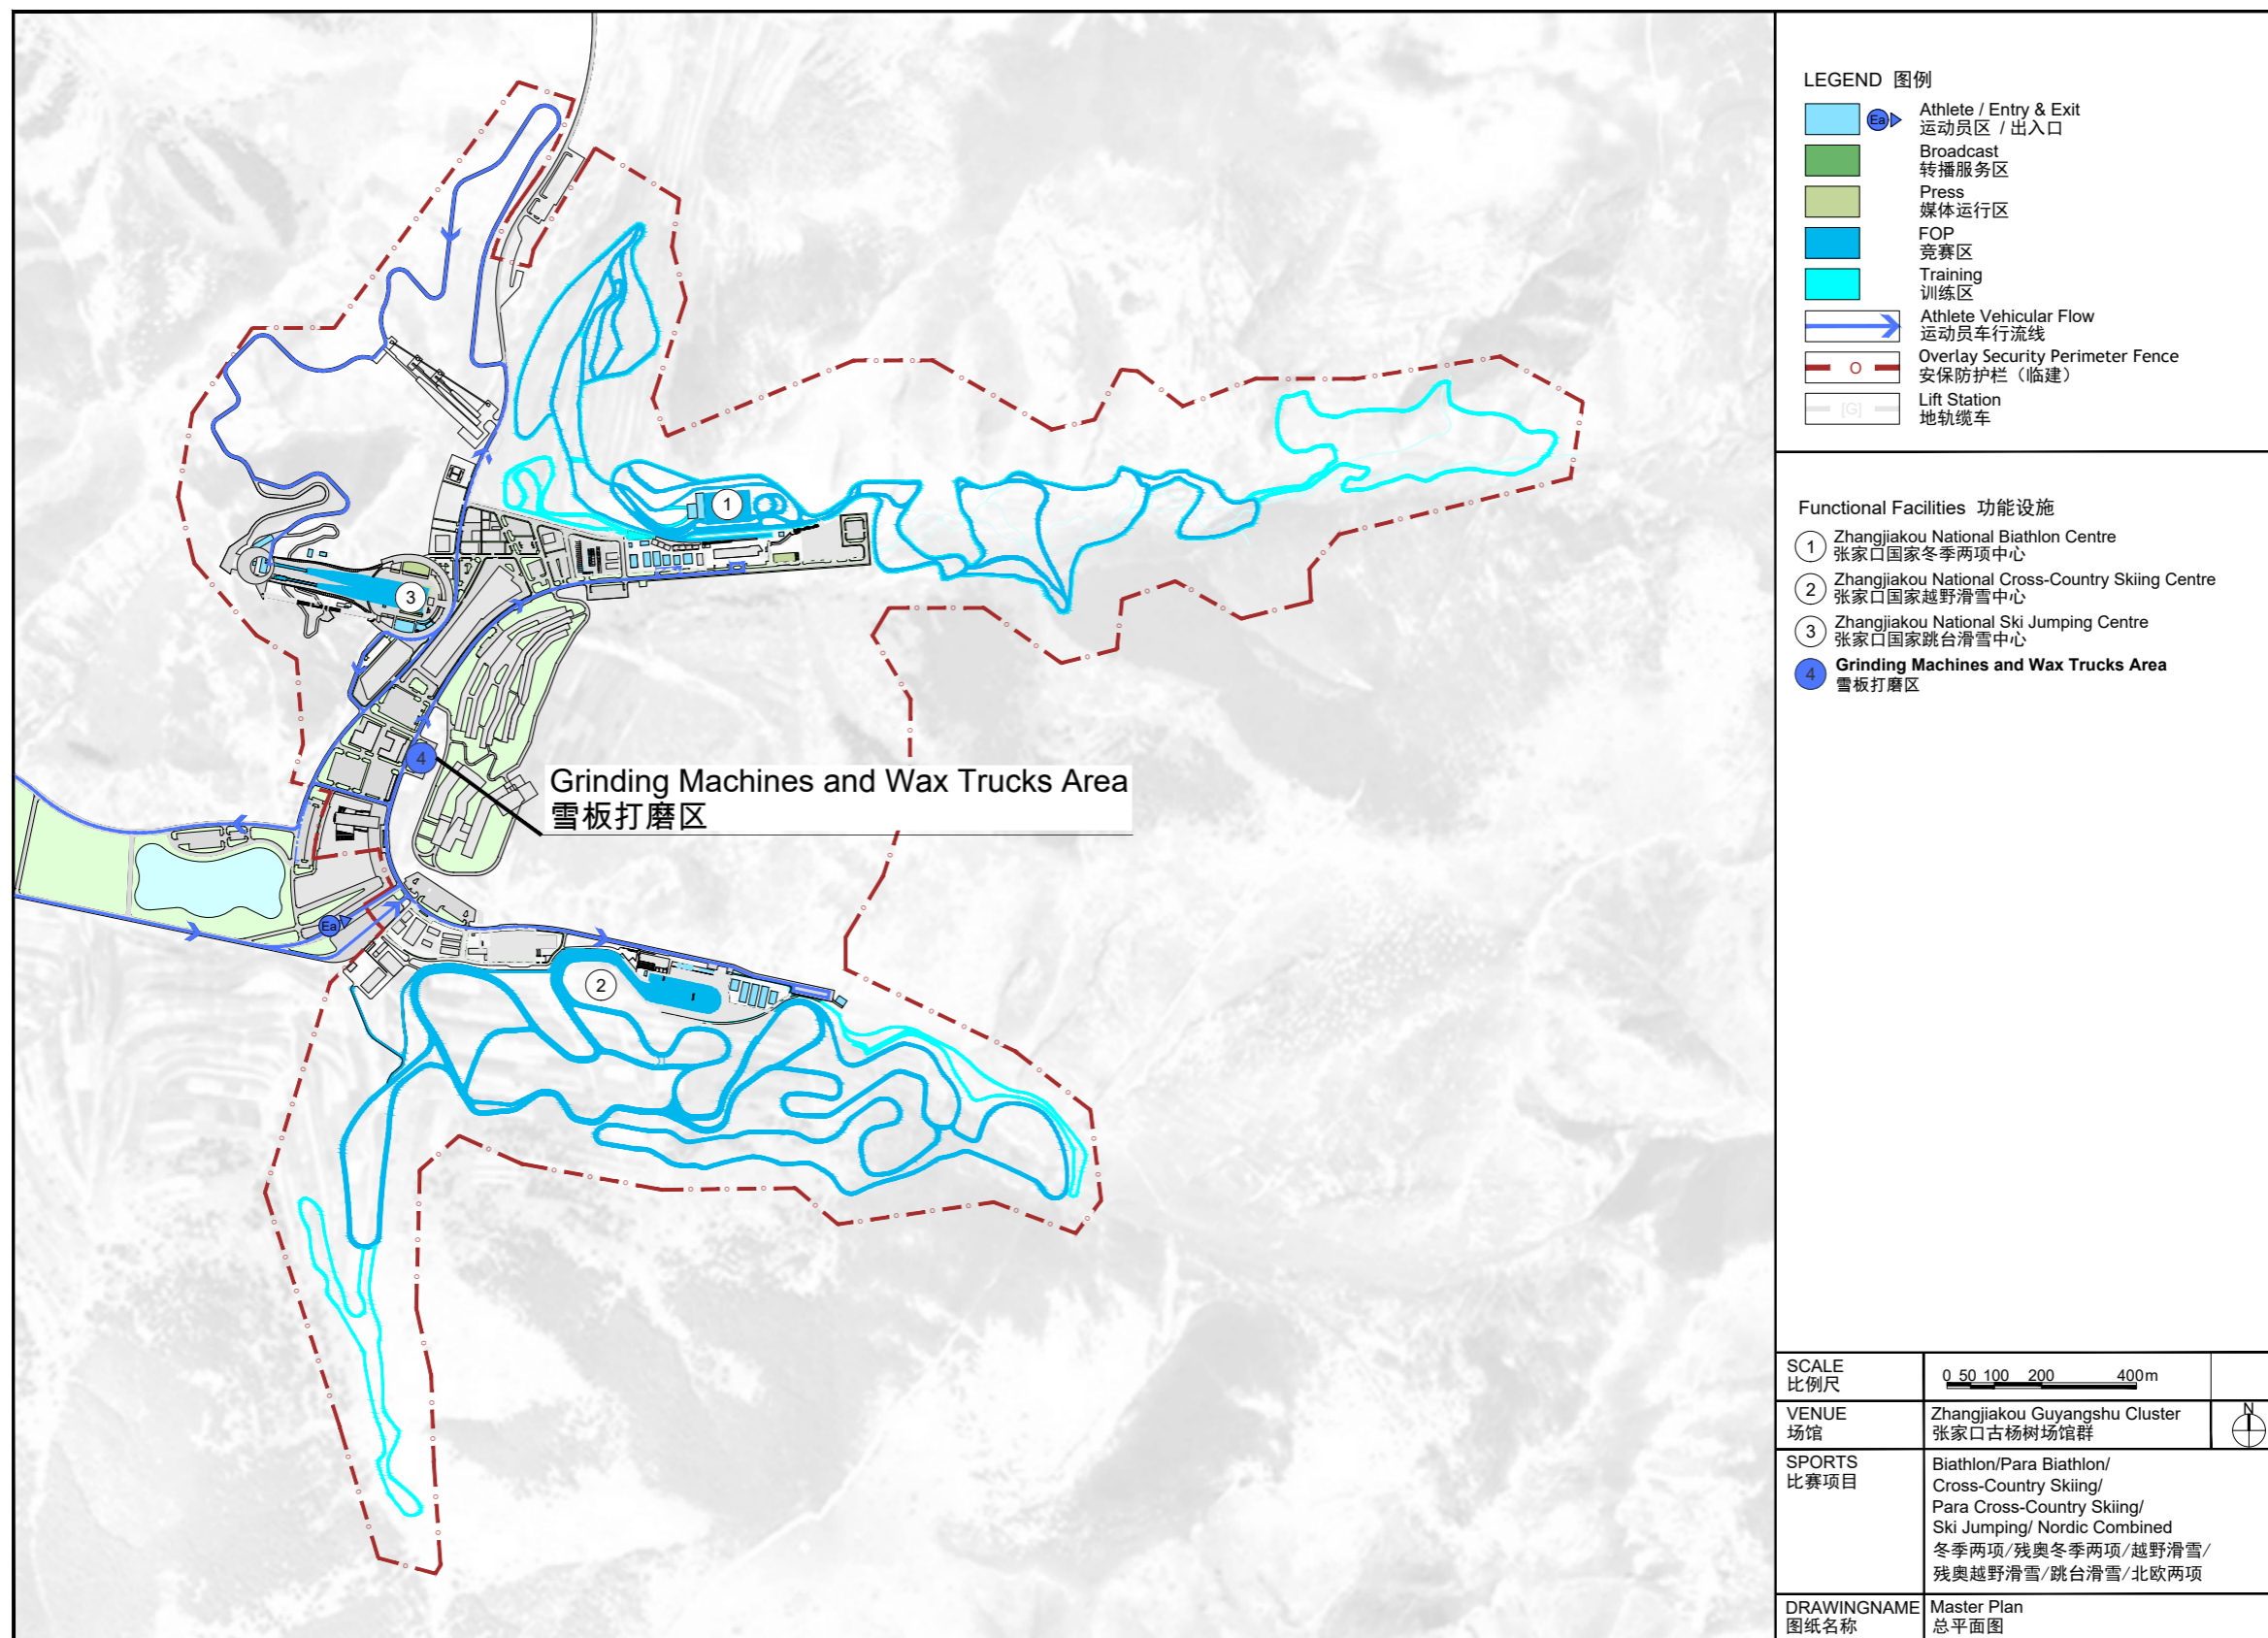 LEGEND 图例
Ea
Athlete / Entry & Exit
运动员区 / 出入口
Broadcast
转播服务区
Press
媒体运行区
FOP
竞赛区
Training
训练区
Athlete Vehicular Flow
运动员车行流线
O
Overlay Security Perimeter Fence
安保防护栏（临建）
[G]
Lift Station
地轨缆车
Functional Facilities 功能设施
1
Zhangjiakou National Biathlon Centre
张家口国家冬季两项中心
2
Zhangjiakou National Cross-Country Skiing Centre
张家口国家越野滑雪中心
3
Zhangjiakou National Ski Jumping Centre
张家口国家跳台滑雪中心
4
Grinding Machines and Wax Trucks Area
雪板打磨区
1
3
4
Grinding Machines and Wax Trucks Area
雪板打磨区
Ea
2
SCALE
比例尺
0 50 100 200 400m
VENUE
场馆
Zhangjiakou Guyangshu Cluster
张家口古杨树场馆群
N
SPORTS
比赛项目
Biathlon/Para Biathlon/
Cross-Country Skiing/
Para Cross-Country Skiing/
Ski Jumping/ Nordic Combined
冬季两项/残奥冬季两项/越野滑雪/
残奥越野滑雪/跳台滑雪/北欧两项
DRAWINGNAME
图纸名称
Master Plan
总平面图